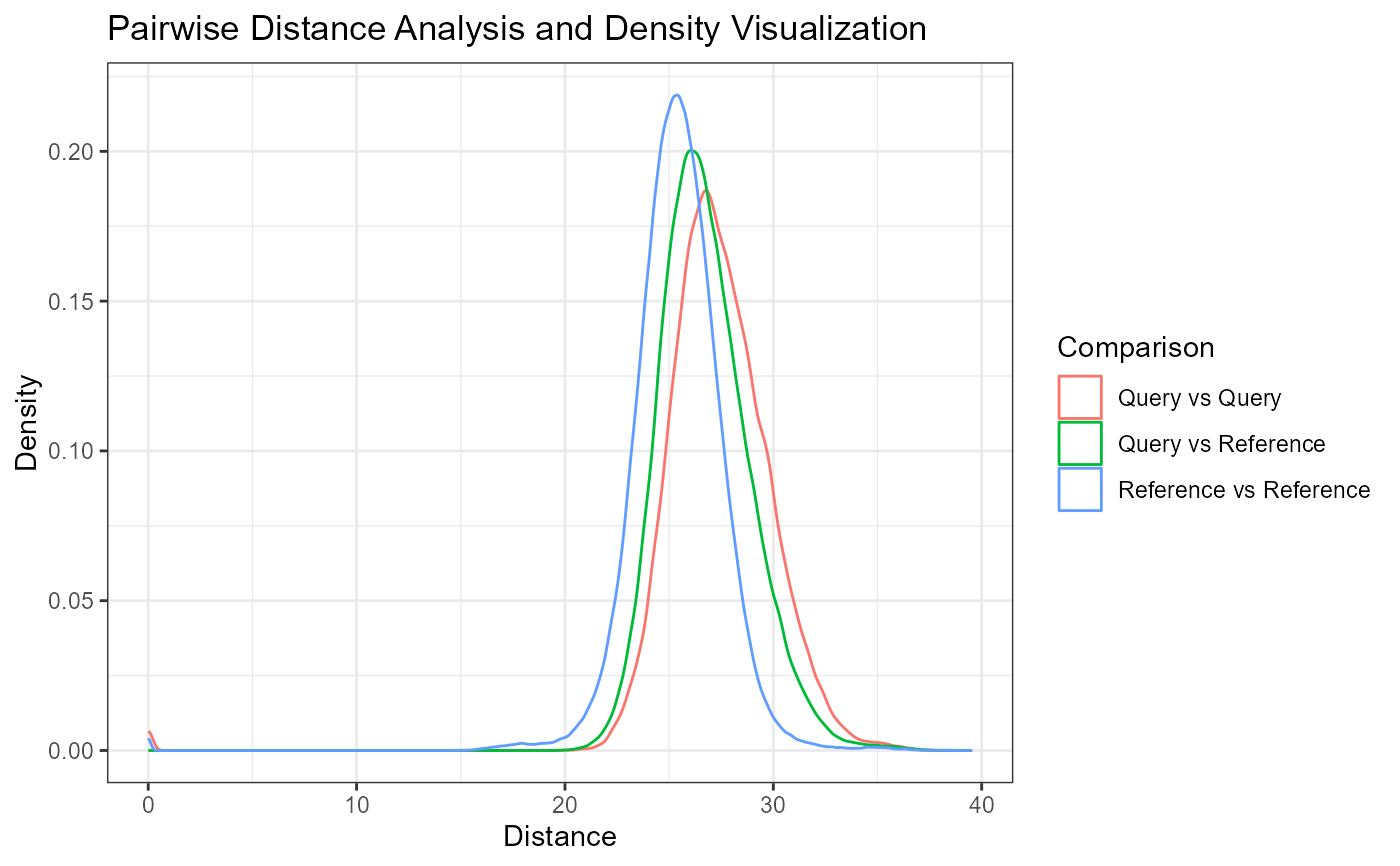 Pairwise Distance Analysis and Density Visualization
0.20
0.15
0.10
0.05
0.00
Density
0 10 20 30 40
Distance
Comparison
Query vs Query
Query vs Reference
Reference vs Reference